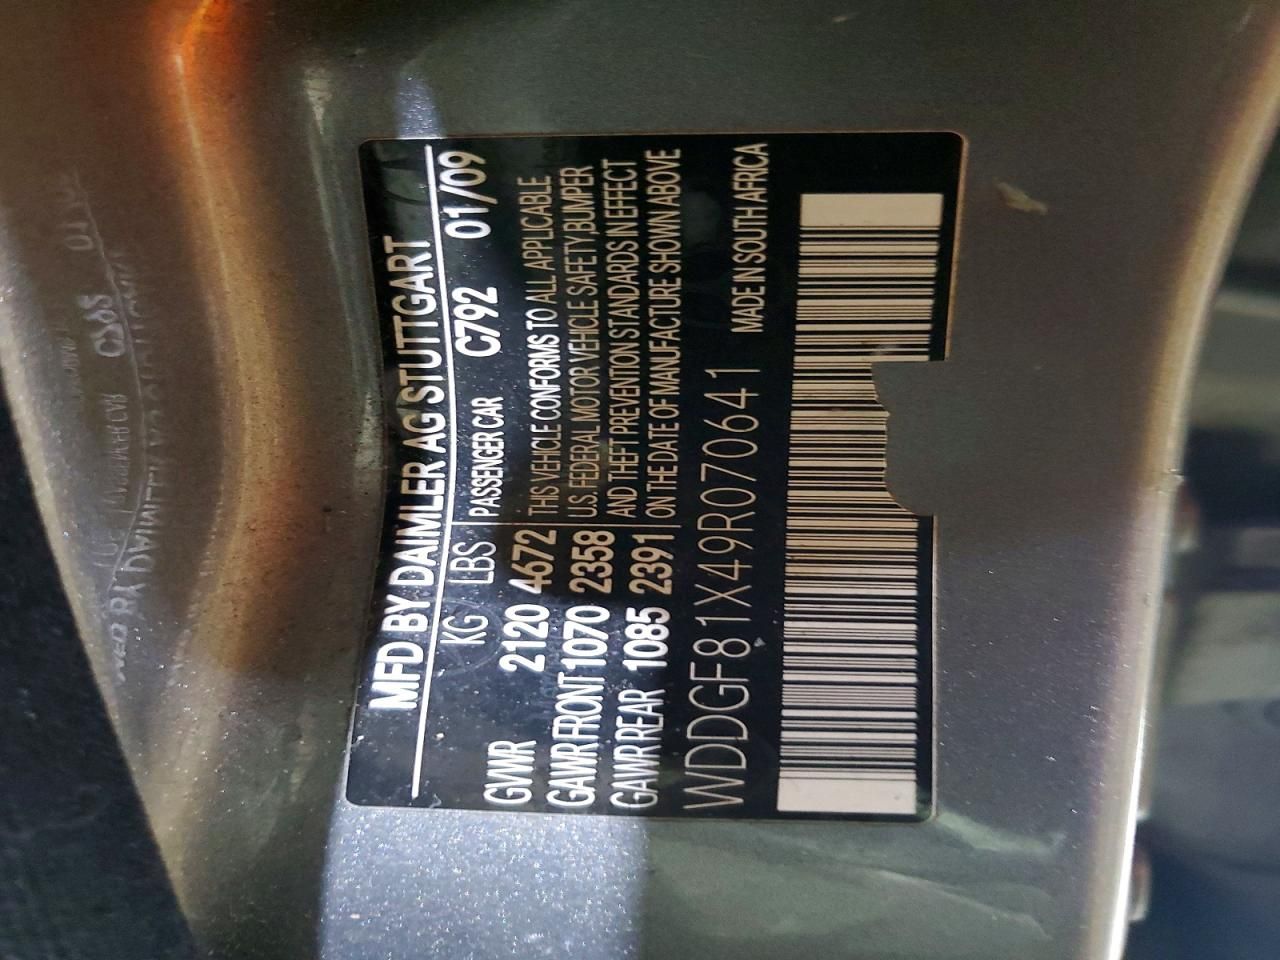 MFD BY DAIMLER AG STUTTGART
KG LBS PASSENGER CAR C792 01/09
GVWR 2120 4672 THIS VEHICLE CONFORMS TO ALL APPLICABLE
GAWR FRONT 1070 2358 U.S. FEDERAL MOTOR VEHICLE SAFETY,BUMPER
GAWR REAR 1085 2391 AND THEFT PREVENTION STANDARDS IN EFFECT
ON THE DATE OF MANUFACTURE SHOWN ABOVE
WDDGF81X49R070641
MADE IN SOUTH AFRICA